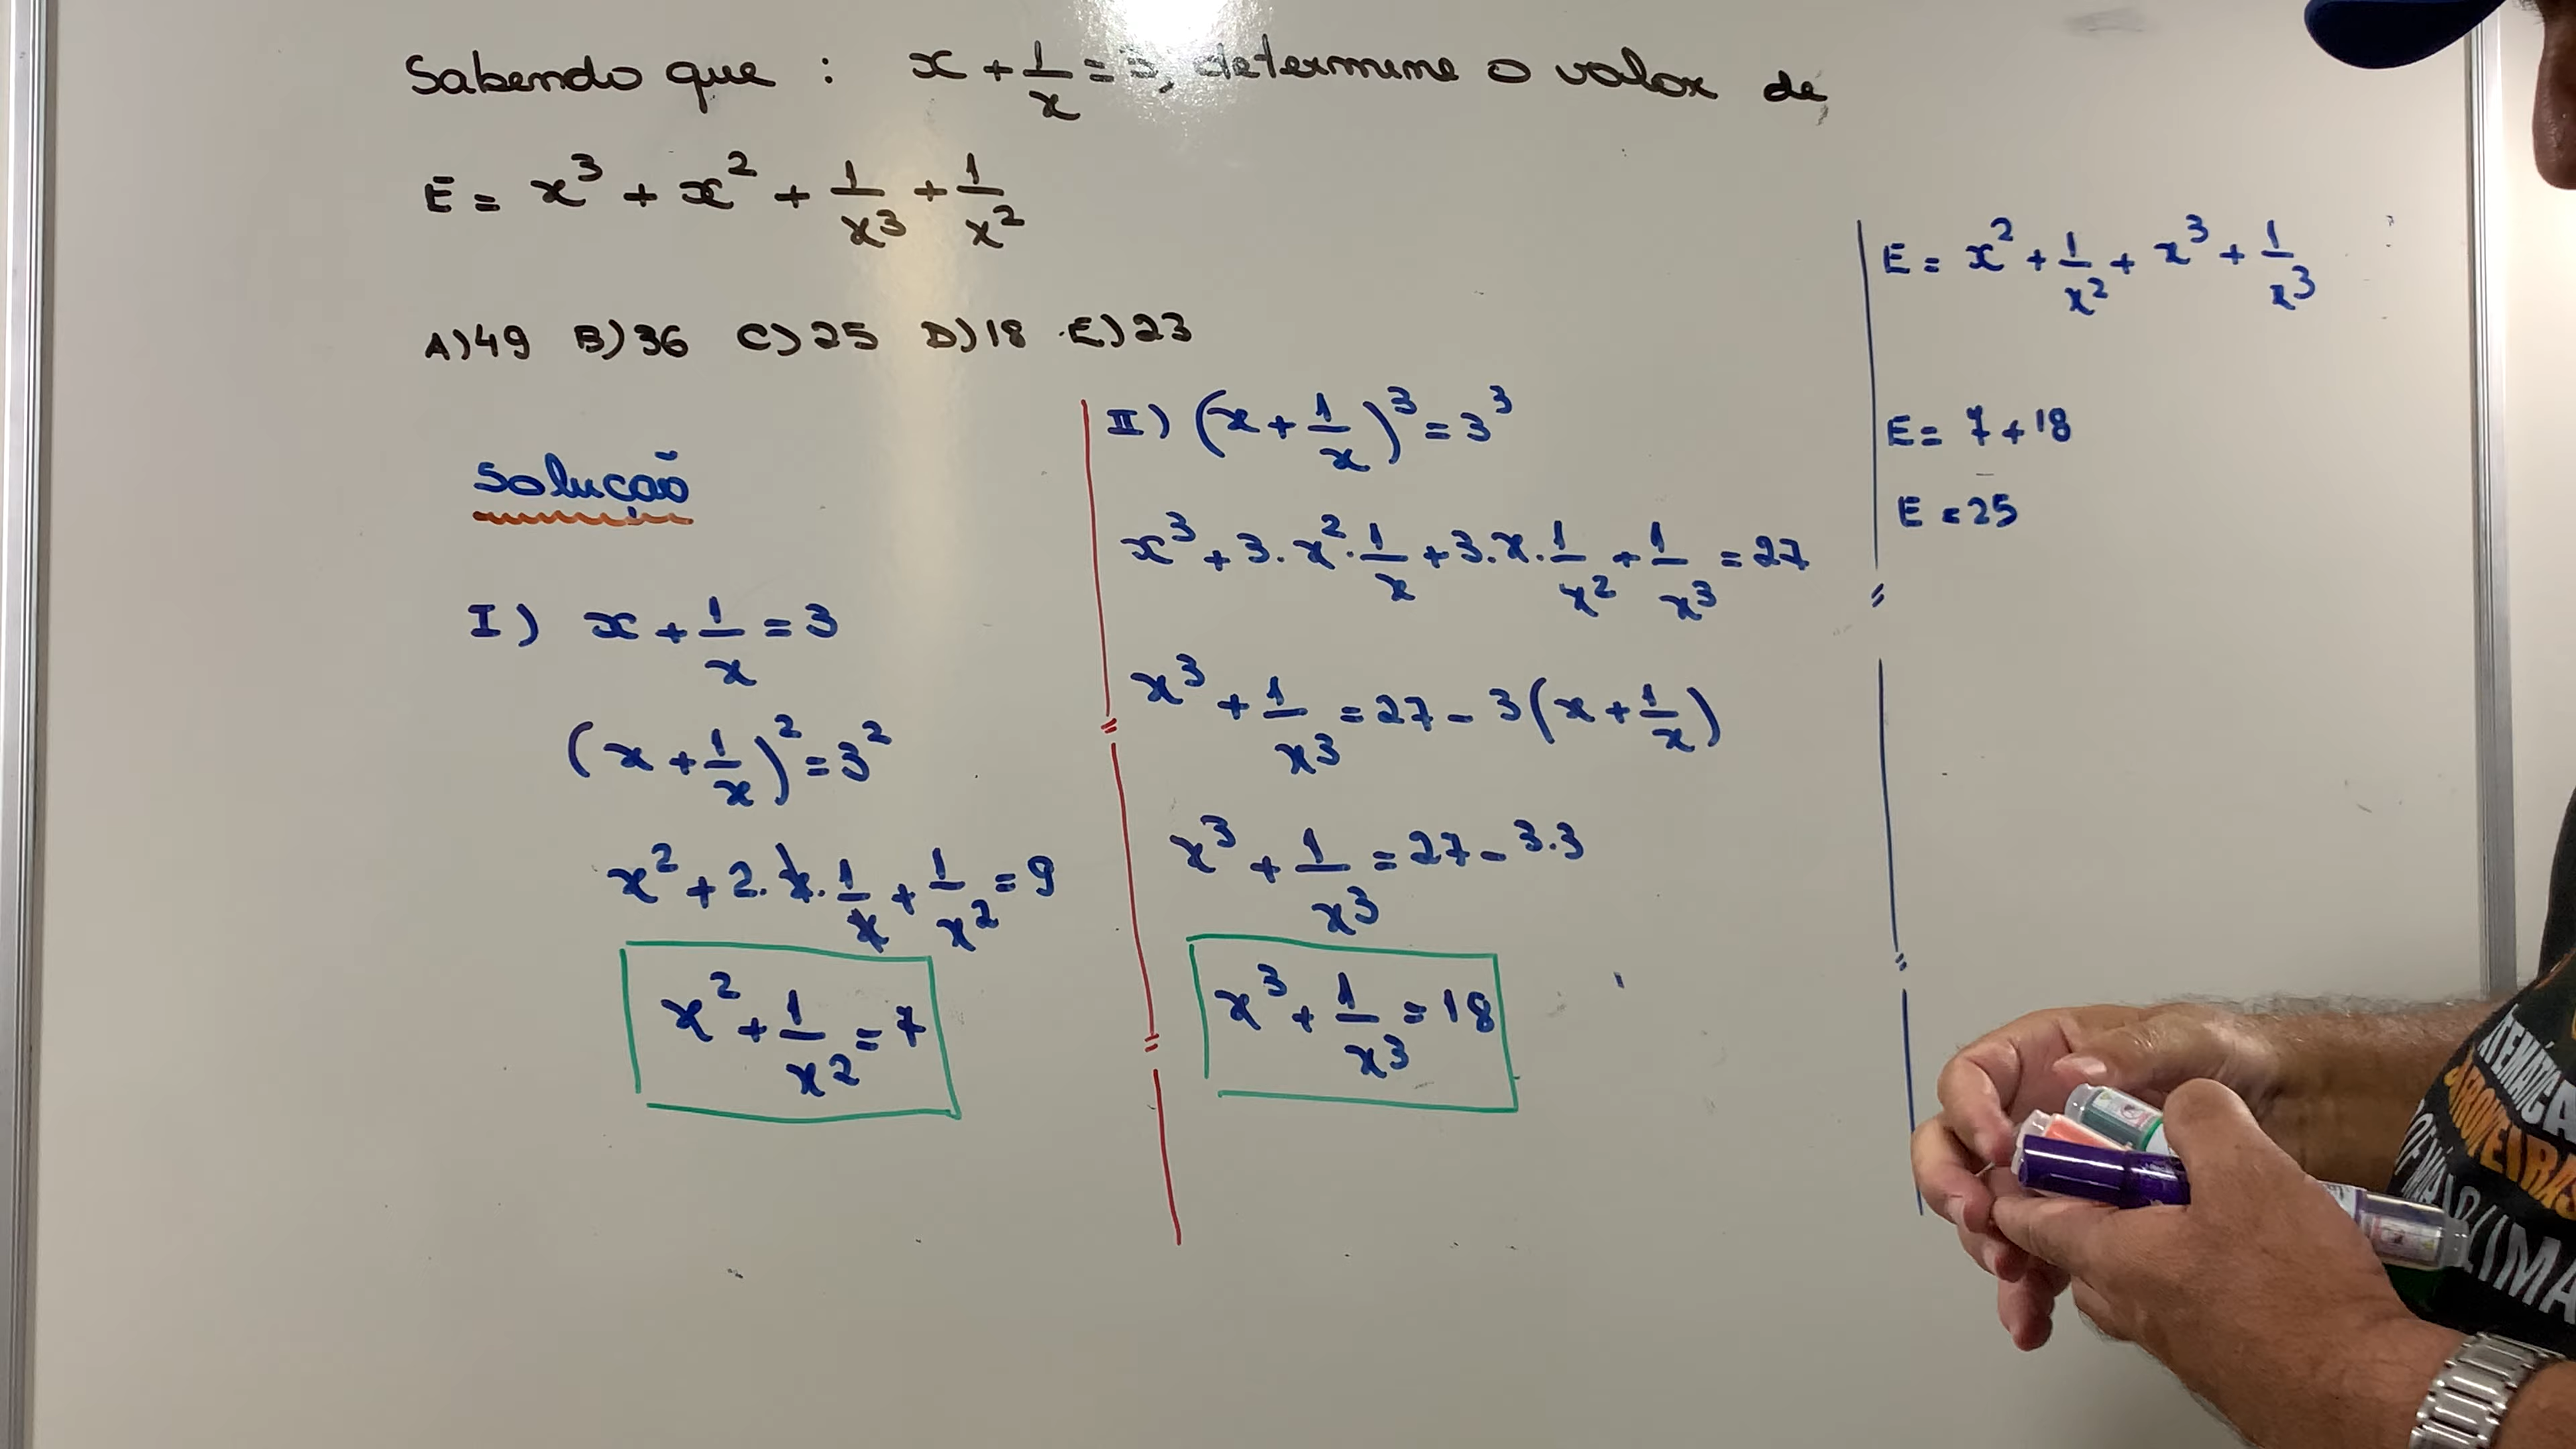 Sabendo que : x + 1/x = 3, determine o valor de
E = x³ + x² + 1/x³ + 1/x²
A)49 B)36 C)25 D)18 E)23
Solução
I) x + 1/x = 3
(x + 1/x)² = 3²
x² + 2.x.1/x + 1/x² = 9
x² + 1/x² = 7
II) (x + 1/x)³ = 3³
x³ + 3.x².1/x + 3.x.1/x² + 1/x³ = 27
x³ + 1/x³ = 27 - 3(x + 1/x)
x³ + 1/x³ = 27 - 3.3
x³ + 1/x³ = 18
E = x² + 1/x² + x³ + 1/x³
E = 7 + 18
E = 25